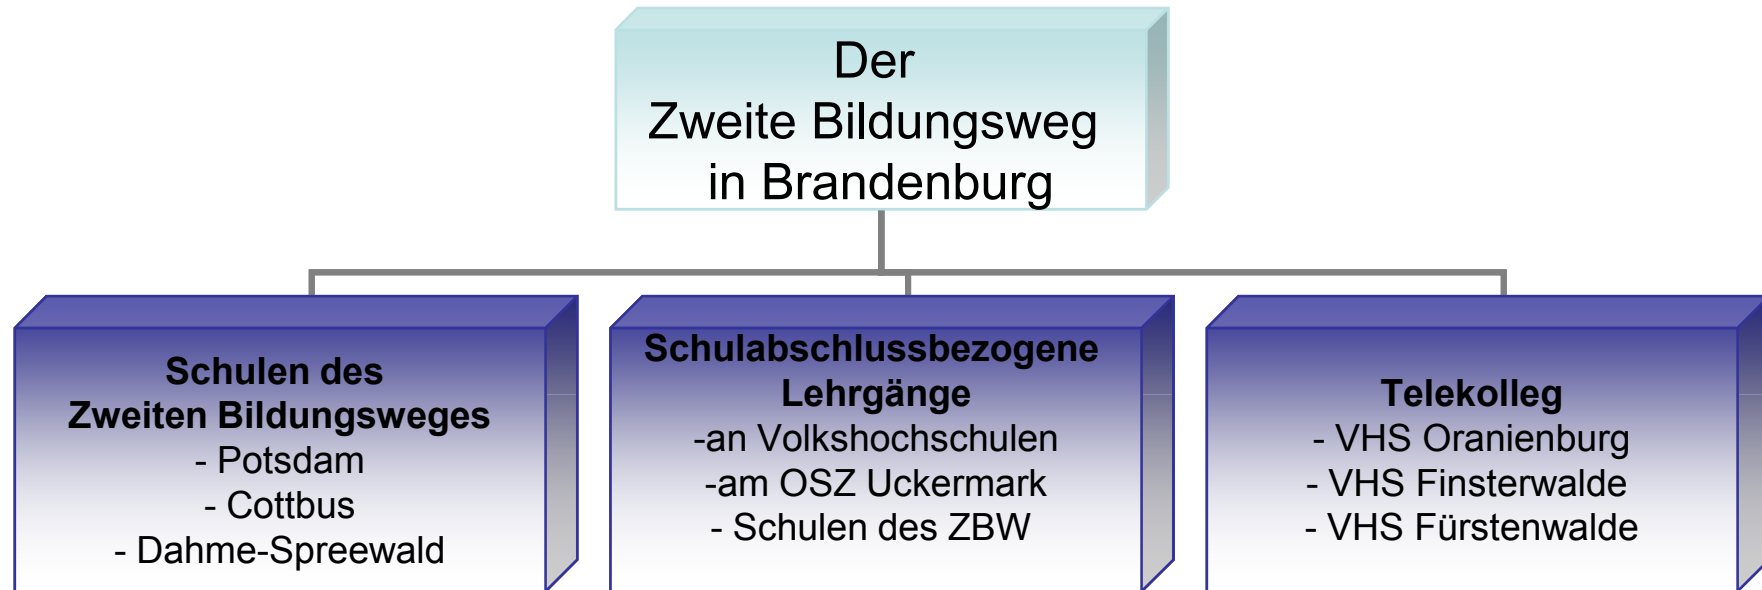 Der
Zweite Bildungsweg
in Brandenburg
Schulen des
Zweiten Bildungsweges
- Potsdam
- Cottbus
- Dahme-Spreewald
Schulabschlussbezogene
Lehrgänge
-an Volkshochschulen
-am OSZ Uckermark
- Schulen des ZBW
Telekolleg
- VHS Oranienburg
- VHS Finsterwalde
- VHS Fürstenwalde